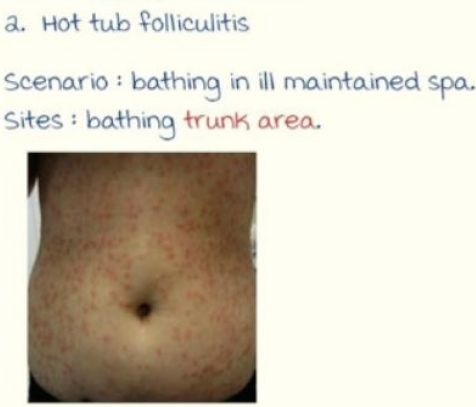 a. Hot tub folliculitis
Scenario : bathing in ill maintained spa.
Sites : bathing trunk area.